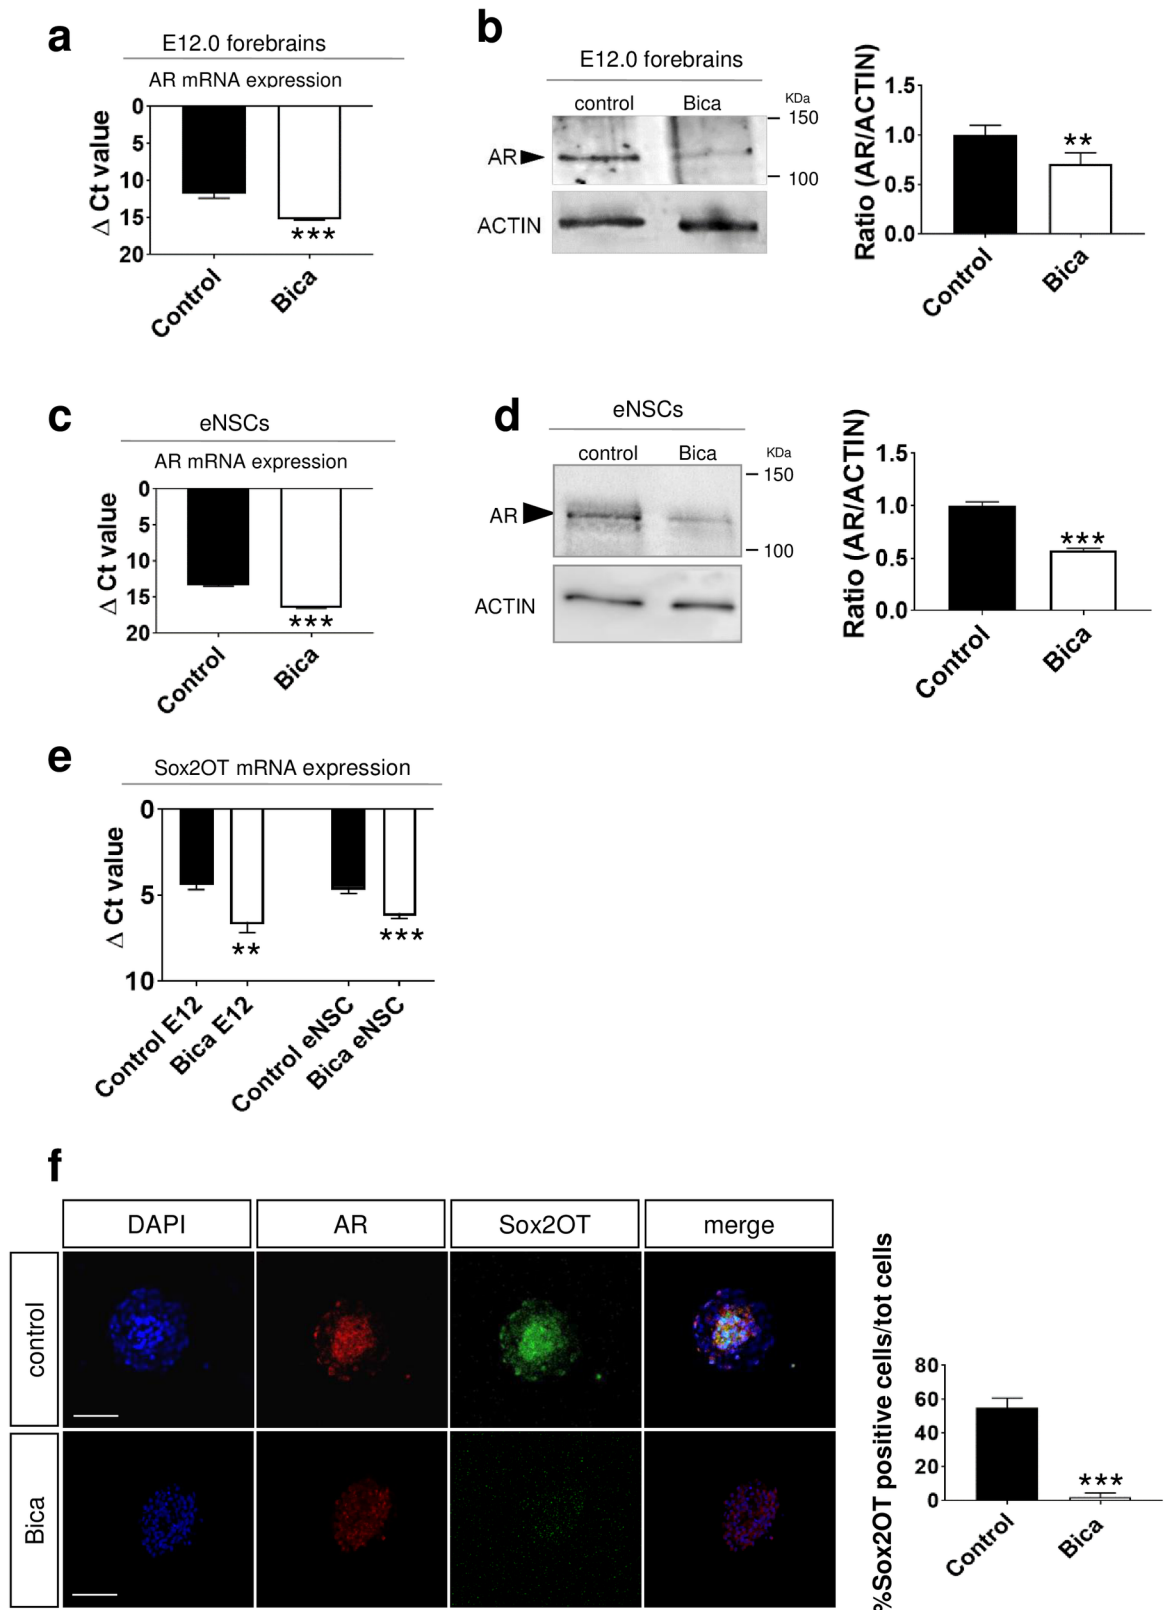 a
E12.0 forebrains
AR mRNA expression
Δ Ct value
0
5
10
15
20
***
Control
Bica
b
E12.0 forebrains
control Bica
KDa
150
AR
100
ACTIN
Ratio (AR/ACTIN)
1.5
1.0
0.5
0.0
**
Control
Bica
c
eNSCs
AR mRNA expression
Δ Ct value
0
5
10
15
20
***
Control
Bica
d
eNSCs
control Bica
KDa
150
AR
100
ACTIN
Ratio (AR/ACTIN)
1.5
1.0
0.5
0.0
***
Control
Bica
e
Sox2OT mRNA expression
Δ Ct value
0
5
10
**
***
Control E12
Bica E12
Control eNSC
Bica eNSC
f
DAPI AR Sox2OT merge
control
Bica
%Sox2OT positive cells/tot cells
80
60
40
20
0
***
Control
Bica